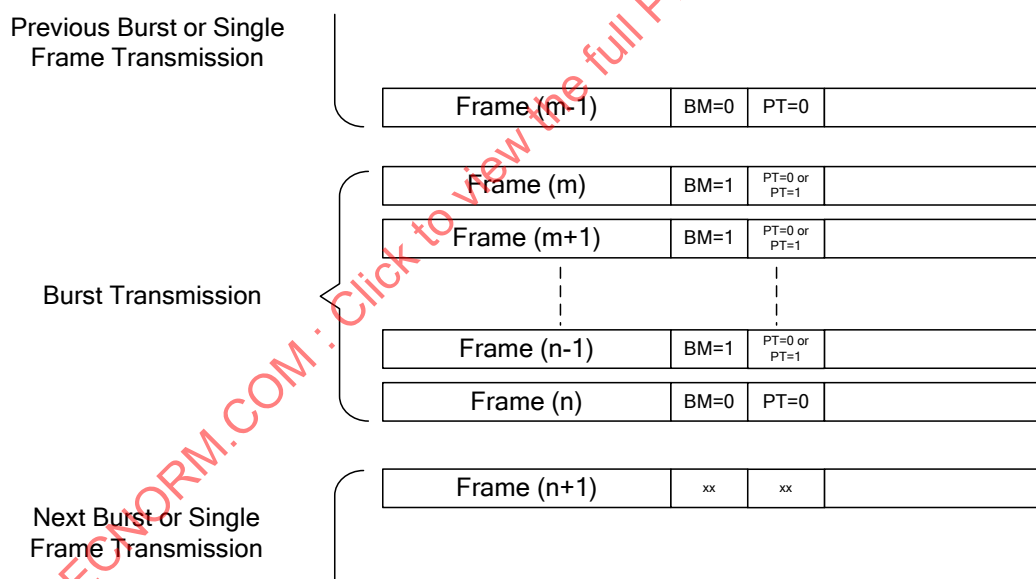 Previous Burst or Single
Frame Transmission
Frame (m-1) BM=0 PT=0
Frame (m) BM=1 PT=0 or
PT=1
Frame (m+1) BM=1 PT=0 or
PT=1
Burst Transmission
Frame (n-1) BM=1 PT=0 or
PT=1
Frame (n) BM=0 PT=0
Frame (n+1) xx xx
Next Burst or Single
Frame Transmission
ECNORM.COM : Click to view the full